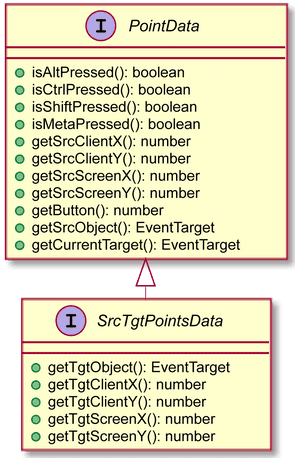 I PointData
isAltPressed(): boolean
isCtrlPressed(): boolean
isShiftPressed(): boolean
isMetaPressed(): boolean
getSrcClientX(): number
getSrcClientY(): number
getSrcScreenX(): number
getSrcScreenY(): number
getButton(): number
getSrcObject(): EventTarget
getCurrentTarget(): EventTarget
I SrcTgtPointsData
getTgtObject(): EventTarget
getTgtClientX(): number
getTgtClientY(): number
getTgtScreenX(): number
getTgtScreenY(): number